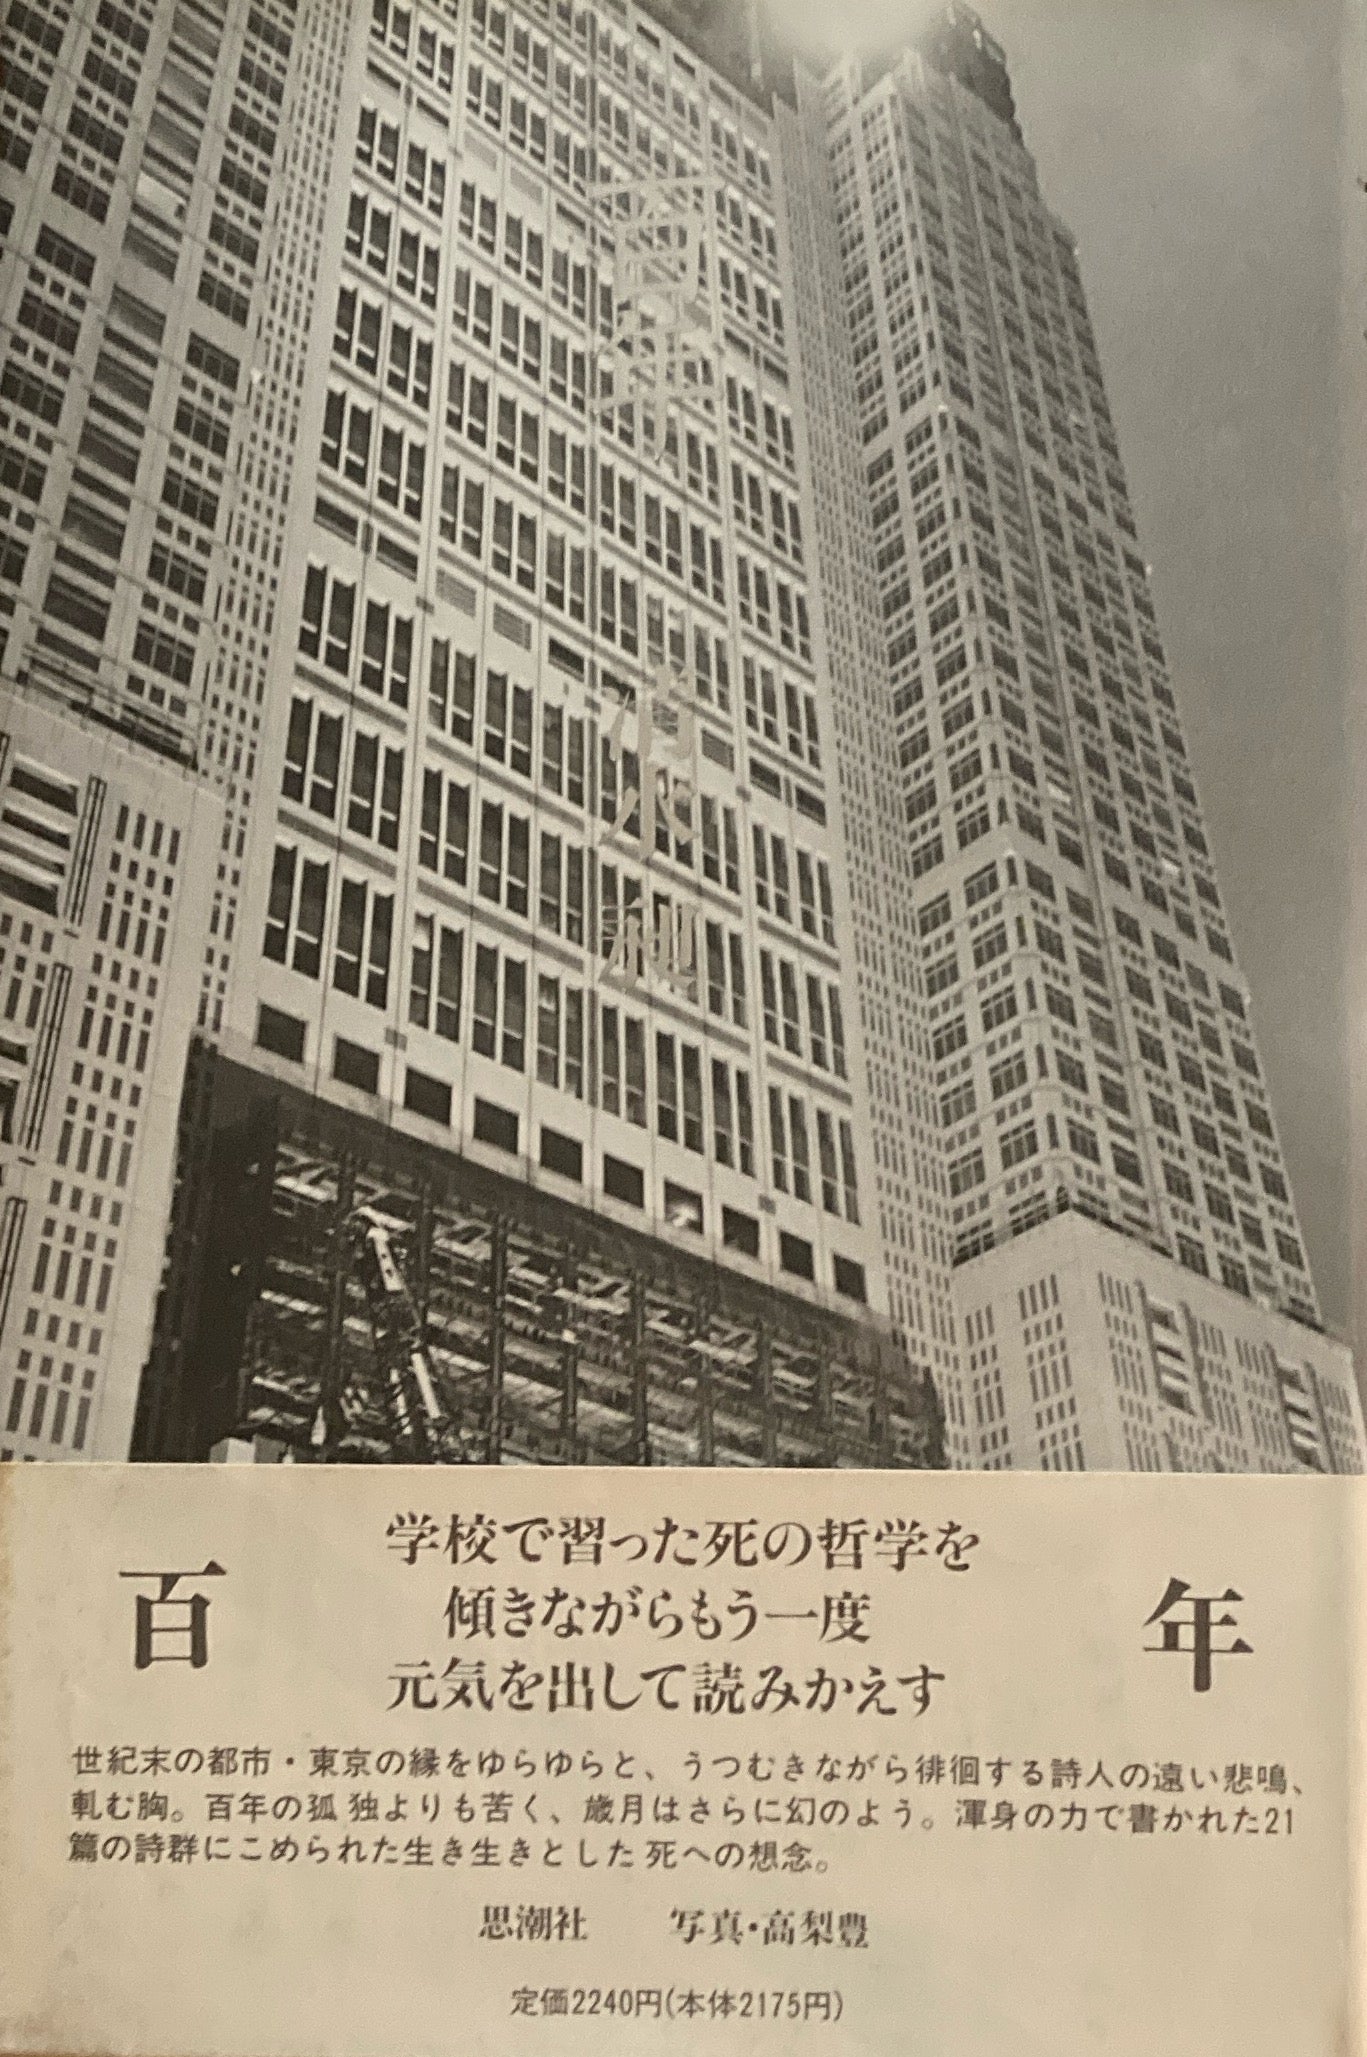 百年
清水昶
百 年
学校で習った死の哲学を
傾きながらもう一度
元気を出して読みかえす
世紀末の都市・東京の縁をゆらゆらと、うつむきながら徘徊する詩人の遠い悲鳴、
軋む胸。百年の孤独よりも苦く、歳月はさらに幻のよう。渾身の力で書かれた21
篇の詩群にこめられた生き生きとした死への想念。
思潮社 写真・高梨豊
定価2240円(本体2175円)